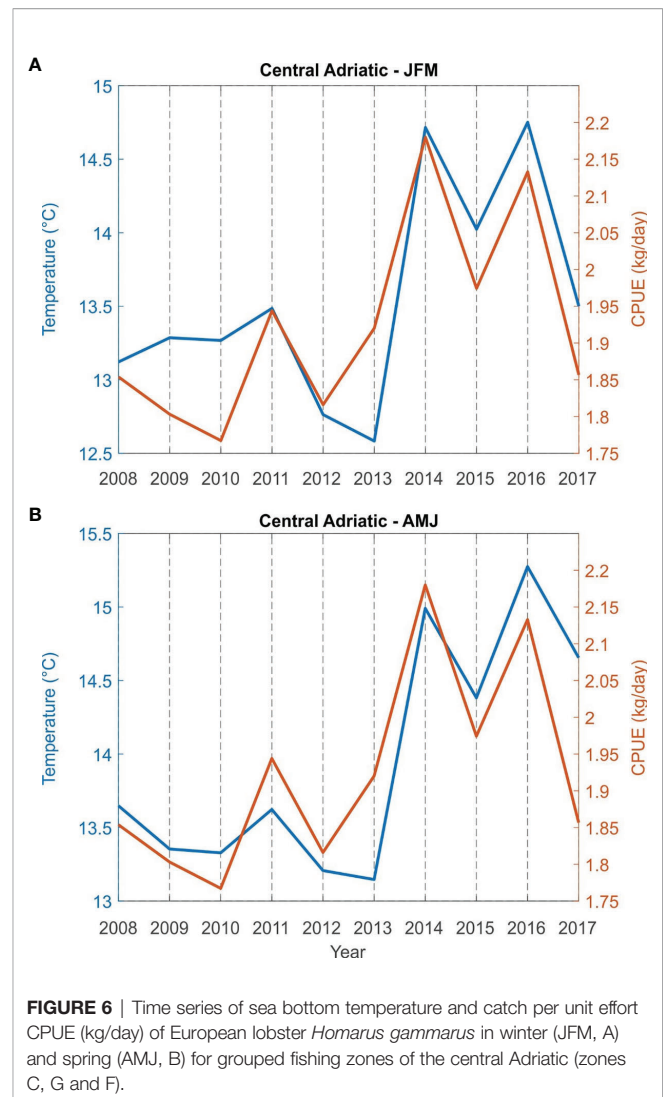 A
Central Adriatic - JFM
Temperature (°C)
15
14.5
14
13.5
13
12.5
CPUE (kg/day)
2.2
2.15
2.1
2.05
2
1.95
1.9
1.85
1.8
1.75
2008 2009 2010 2011 2012 2013 2014 2015 2016 2017
B
Central Adriatic - AMJ
Temperature (°C)
15.5
15
14.5
14
13.5
13
CPUE (kg/day)
2.2
2.15
2.1
2.05
2
1.95
1.9
1.85
1.8
1.75
2008 2009 2010 2011 2012 2013 2014 2015 2016 2017
Year
FIGURE 6 | Time series of sea bottom temperature and catch per unit effort
CPUE (kg/day) of European lobster Homarus gammarus in winter (JFM, A)
and spring (AMJ, B) for grouped fishing zones of the central Adriatic (zones
C, G and F).